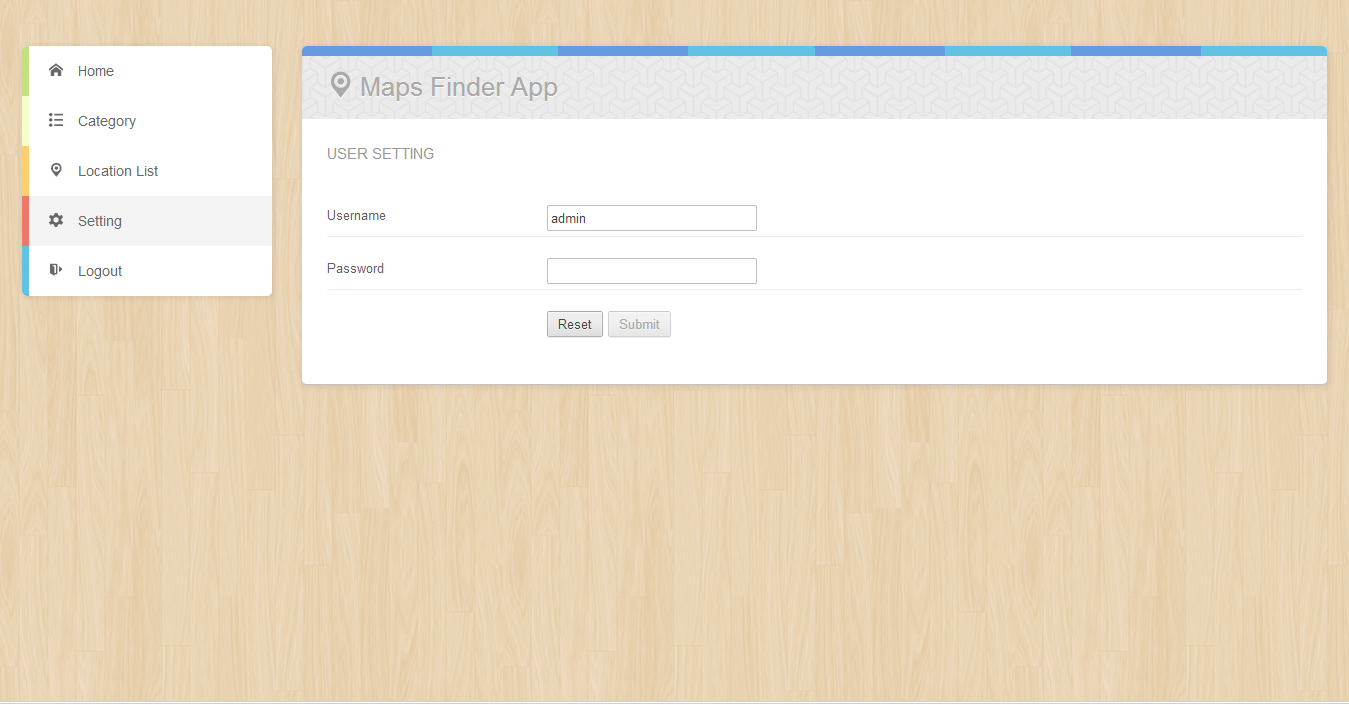 Home
Category
Location List
Setting
Logout
Maps Finder App
USER SETTING
Username admin
Password
Reset Submit